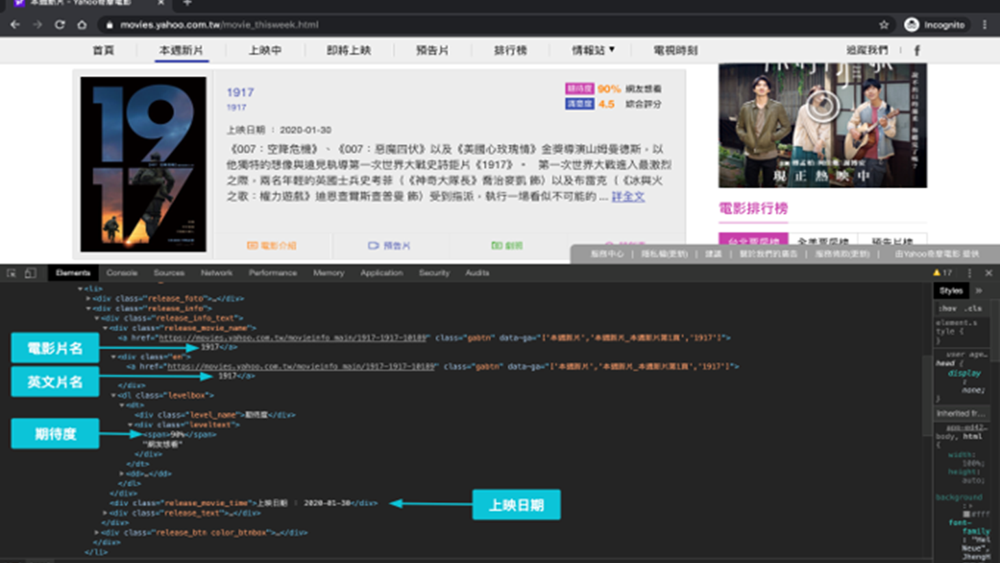 本週新片 - Yahoo奇摩電影
movies.yahoo.com.tw/movie_thisweek.html
Incognito
首頁
本週新片
上映中
即將上映
預告片
排行榜
情報站▼
電視時刻
追蹤我們
f
1917
1917
19
17
期待度 90% 網友想看
滿意度 4.5 綜合評分
上映日期 : 2020-01-30
《007：空降危機》、《007：惡魔四伏》以及《美國心玫瑰情》金獎導演山姆曼德斯，以
他獨特的想像與遠見執導第一次世界大戰史詩鉅片《1917》。 第一次世界大戰進入最激烈
之際，兩名年輕的英國士兵史考菲（《神奇大隊長》喬治麥凱 飾）以及布雷克（《冰與火
之歌：權力遊戲》迪恩查爾斯查普曼 飾）受到指派，執行一場看似不可能的 ... 詳全文
電影介紹
預告片
劇照
現正熱映中
電影排行榜
台北票房榜
全美票房榜
預告片榜
服務中心 | 隱私權(更新) | 建議 | 關於我們的廣告 | 服務條款(更新) | 由Yahoo奇摩電影 提供
Elements Console Sources Network Performance Memory Application Security Audits
17
<li>
<div class="release_foto">…</div>
<div class="release_info">
<div class="release_info_text">
<div class="release_movie_name">
<a href="https://movies.yahoo.com.tw/movieinfo_main/1917-1917-10189" class="gabtn" data-ga="['本週新片','本週新片_本週新片第1頁','1917']">
電影片名
1917</a>
<div class="en">
<a href="https://movies.yahoo.com.tw/movieinfo_main/1917-1917-10189" class="gabtn" data-ga="['本週新片','本週新片_本週新片第1頁','1917']">
英文片名
1917</a>
</div>
<dl class="levelbox">
<dt>
<div class="level_name">期待度</div>
<div class="leveltext">
期待度
<span>90%</span>
"網友想看"
</div>
</dt>
<dd>…</dd>
</dl>
</div>
<div class="release_movie_time">上映日期 : 2020-01-30</div>
上映日期
<div class="release_text">…</div>
</div>
<div class="release_btn color_btnbox">…</div>
</div>
</li>
Styles
:hov .cls
element.s
tyle {
}
user age…
head {
display
:
none;
}
Inherited fr…
body, html
{
width:
100%;
height:
auto;
background
:
#fff
font-
family
: "Hel
Neue",
JhengH